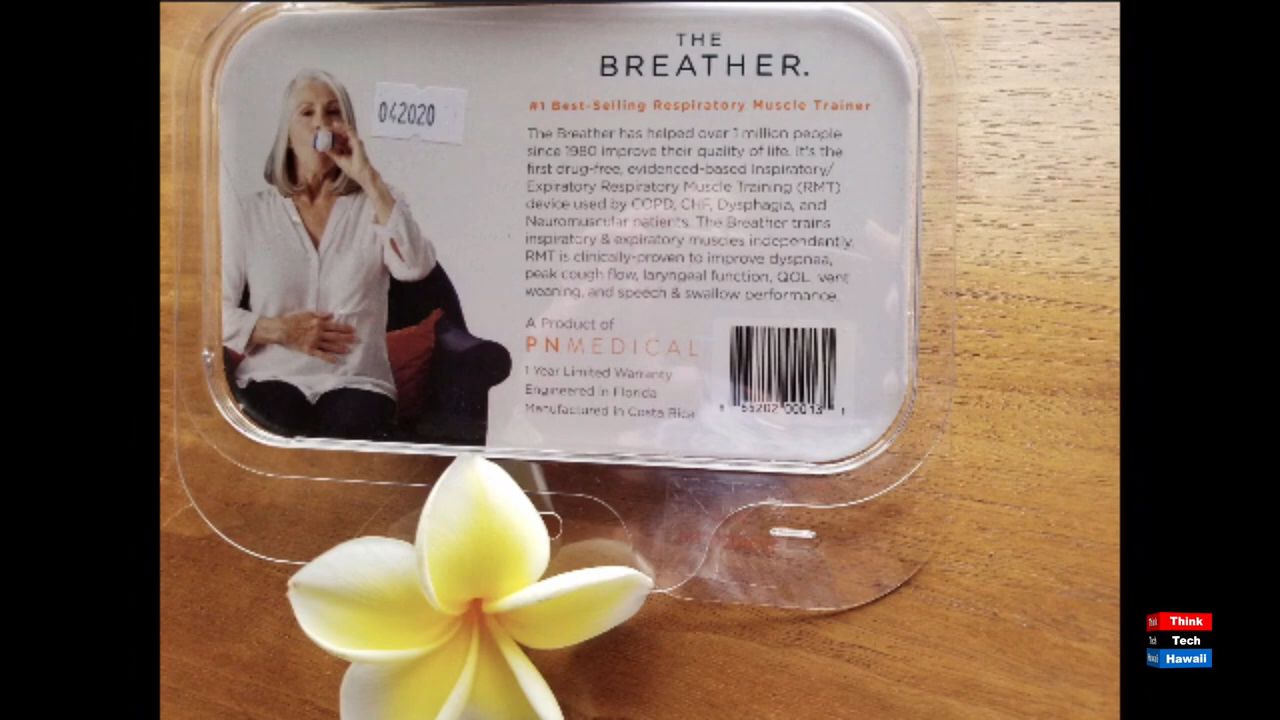 THE
BREATHER.
042020
#1 Best-Selling Respiratory Muscle Trainer
The Breather has helped over 1 million people
since 1980 improve their quality of life. It's the
first drug-free, evidenced-based Inspiratory/
Expiratory Respiratory Muscle Training (RMT)
device used by COPD, CHF, Dysphagia, and
Neuromuscular patients. The Breather trains
inspiratory & expiratory muscles independently.
RMT is clinically-proven to improve dyspnea,
peak cough flow, laryngeal function, QOL, vent
weaning, and speech & swallow performance.
A Product of
PNMEDICAL
1 Year Limited Warranty
Engineered in Florida
Manufactured in Costa Rica
00013 1
Think
Tech
Hawaii